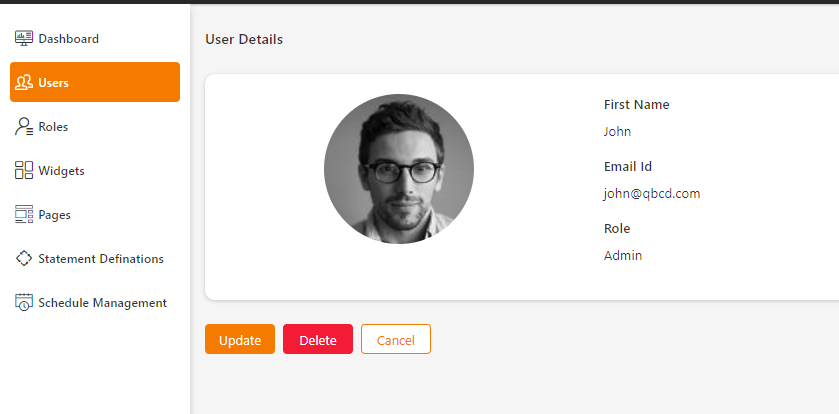 Dashboard
Users
Roles
Widgets
Pages
Statement Definations
Schedule Management
User Details
First Name
John
Email Id
john@qbcd.com
Role
Admin
Update
Delete
Cancel